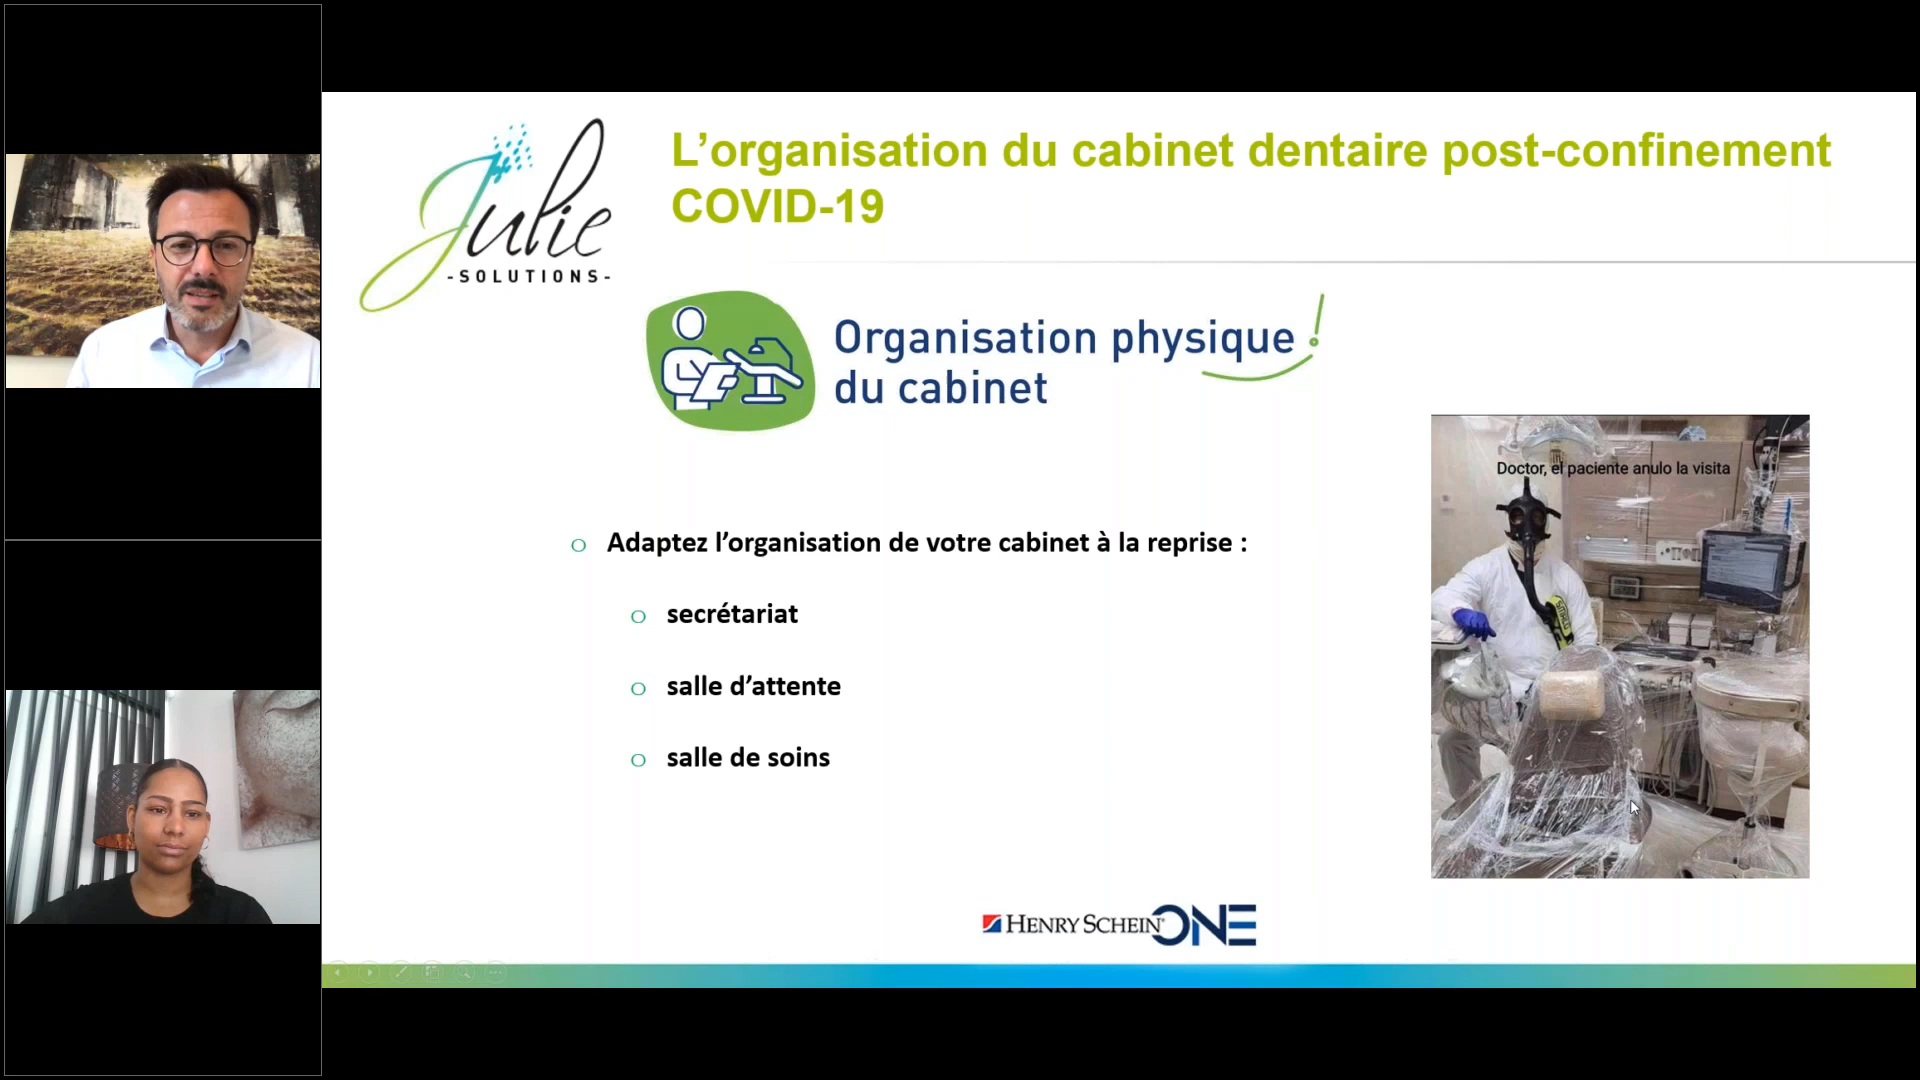 Julie
-SOLUTIONS-
L’organisation du cabinet dentaire post-confinement
COVID-19
Organisation physique !
du cabinet
Doctor, el paciente anulo la visita
o Adaptez l’organisation de votre cabinet à la reprise :
o secrétariat
o salle d’attente
o salle de soins
HENRY SCHEIN® ONE